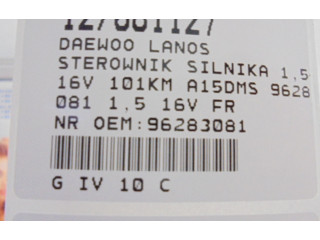 DAEWOO LANOS
STEROWNIK SILNIKA 1,5
16V 101KM A15DMS 9628
081 1,5 16V FR
NR OEM:96283081
G IV 10 C